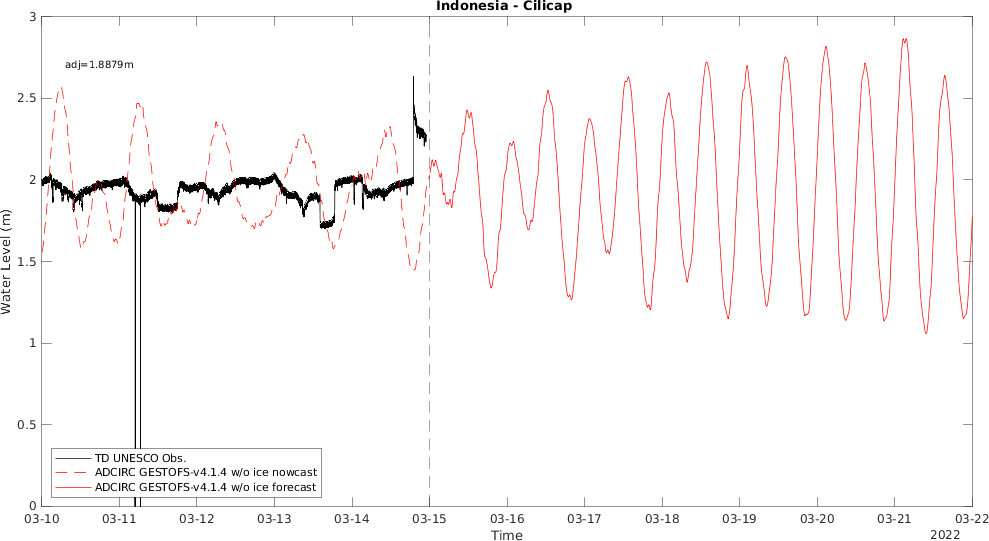 Indonesia - Cilicap
3
adj=1.8879m
2.5
2
1.5
1
0.5
0
Water Level (m)
TD UNESCO Obs.
ADCIRC GESTOFS-v4.1.4 w/o ice nowcast
ADCIRC GESTOFS-v4.1.4 w/o ice forecast
03-10 03-11 03-12 03-13 03-14 03-15 03-16 03-17 03-18 03-19 03-20 03-21 03-22
Time
2022